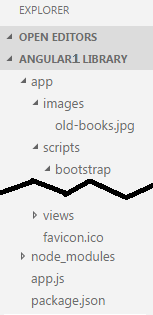 EXPLORER
OPEN EDITORS
ANGULAR1 LIBRARY
app
images
old-books.jpg
scripts
bootstrap
views
favicon.ico
node_modules
app.js
package.json